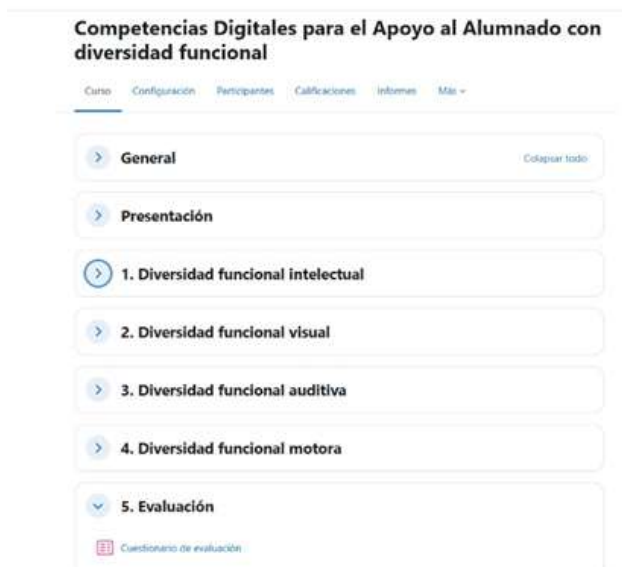 Competencias Digitales para el Apoyo al Alumnado con
diversidad funcional
Curso Configuración Participantes Calificaciones Informes Más
General Colapsar todo
Presentación
1. Diversidad funcional intelectual
2. Diversidad funcional visual
3. Diversidad funcional auditiva
4. Diversidad funcional motora
5. Evaluación
Cuestionario de evaluación